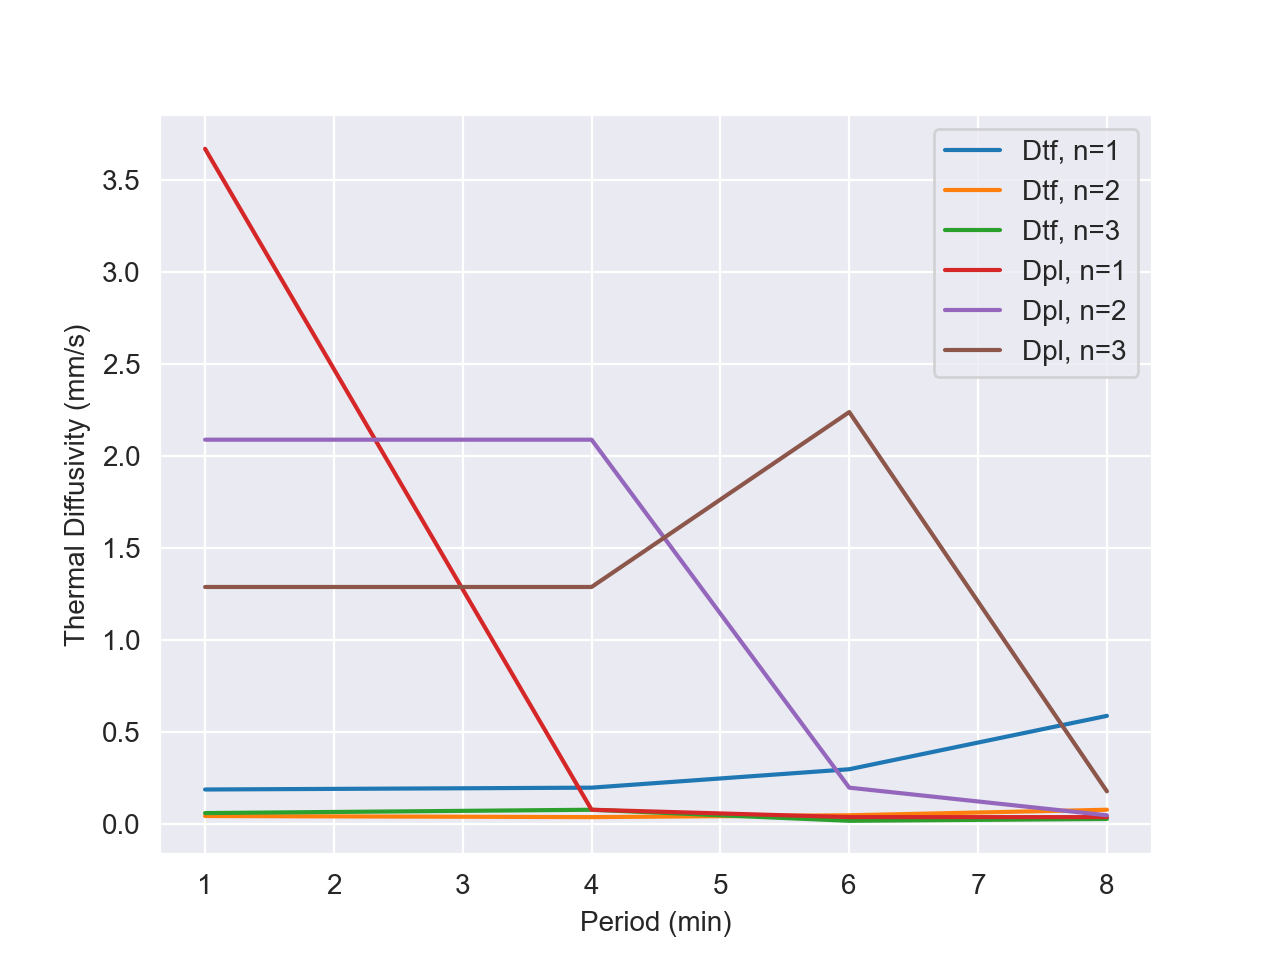 Dtf, n=1
Dtf, n=2
Dtf, n=3
Dpl, n=1
Dpl, n=2
Dpl, n=3
Thermal Diffusivity (mm/s)
3.5
3.0
2.5
2.0
1.5
1.0
0.5
0.0
1 2 3 4 5 6 7 8
Period (min)